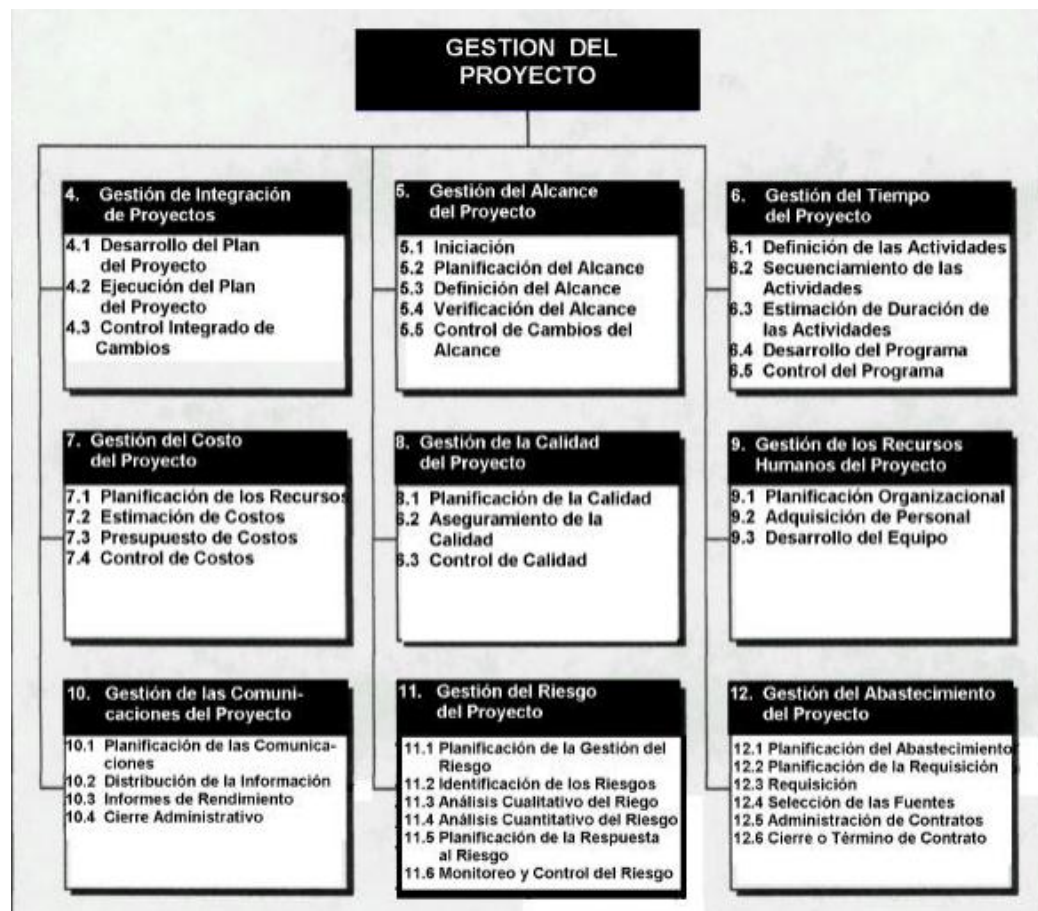 GESTION DEL
PROYECTO
4. Gestión de Integración
de Proyectos
4.1 Desarrollo del Plan
del Proyecto
4.2 Ejecución del Plan
del Proyecto
4.3 Control Integrado de
Cambios
5. Gestión del Alcance
del Proyecto
5.1 Iniciación
5.2 Planificación del Alcance
5.3 Definición del Alcance
5.4 Verificación del Alcance
5.5 Control de Cambios del
Alcance
6. Gestión del Tiempo
del Proyecto
6.1 Definición de las Actividades
6.2 Secuenciamiento de las
Actividades
6.3 Estimación de Duración de
las Actividades
6.4 Desarrollo del Programa
6.5 Control del Programa
7. Gestión del Costo
del Proyecto
7.1 Planificación de los Recursos
7.2 Estimación de Costos
7.3 Presupuesto de Costos
7.4 Control de Costos
8. Gestión de la Calidad
del Proyecto
8.1 Planificación de la Calidad
6.2 Aseguramiento de la
Calidad
6.3 Control de Calidad
9. Gestión de los Recursos
Humanos del Proyecto
9.1 Planificación Organizacional
9.2 Adquisición de Personal
9.3 Desarrollo del Equipo
10. Gestión de las Comuni-
caciones del Proyecto
10.1 Planificación de las Comunica-
ciones
10.2 Distribución de la Información
10.3 Informes de Rendimiento
10.4 Cierre Administrativo
11. Gestión del Riesgo
del Proyecto
11.1 Planificación de la Gestión del
Riesgo
11.2 Identificación de los Riesgos
11.3 Análisis Cualitativo del Riego
11.4 Análisis Cuantitativo del Riesgo
11.5 Planificación de la Respuesta
al Riesgo
11.6 Monitoreo y Control del Riesgo
12. Gestión del Abastecimiento
del Proyecto
12.1 Planificación del Abastecimiento
12.2 Planificación de la Requisición
12.3 Requisición
12.4 Selección de las Fuentes
12.5 Administración de Contratos
12.6 Cierre o Término de Contrato